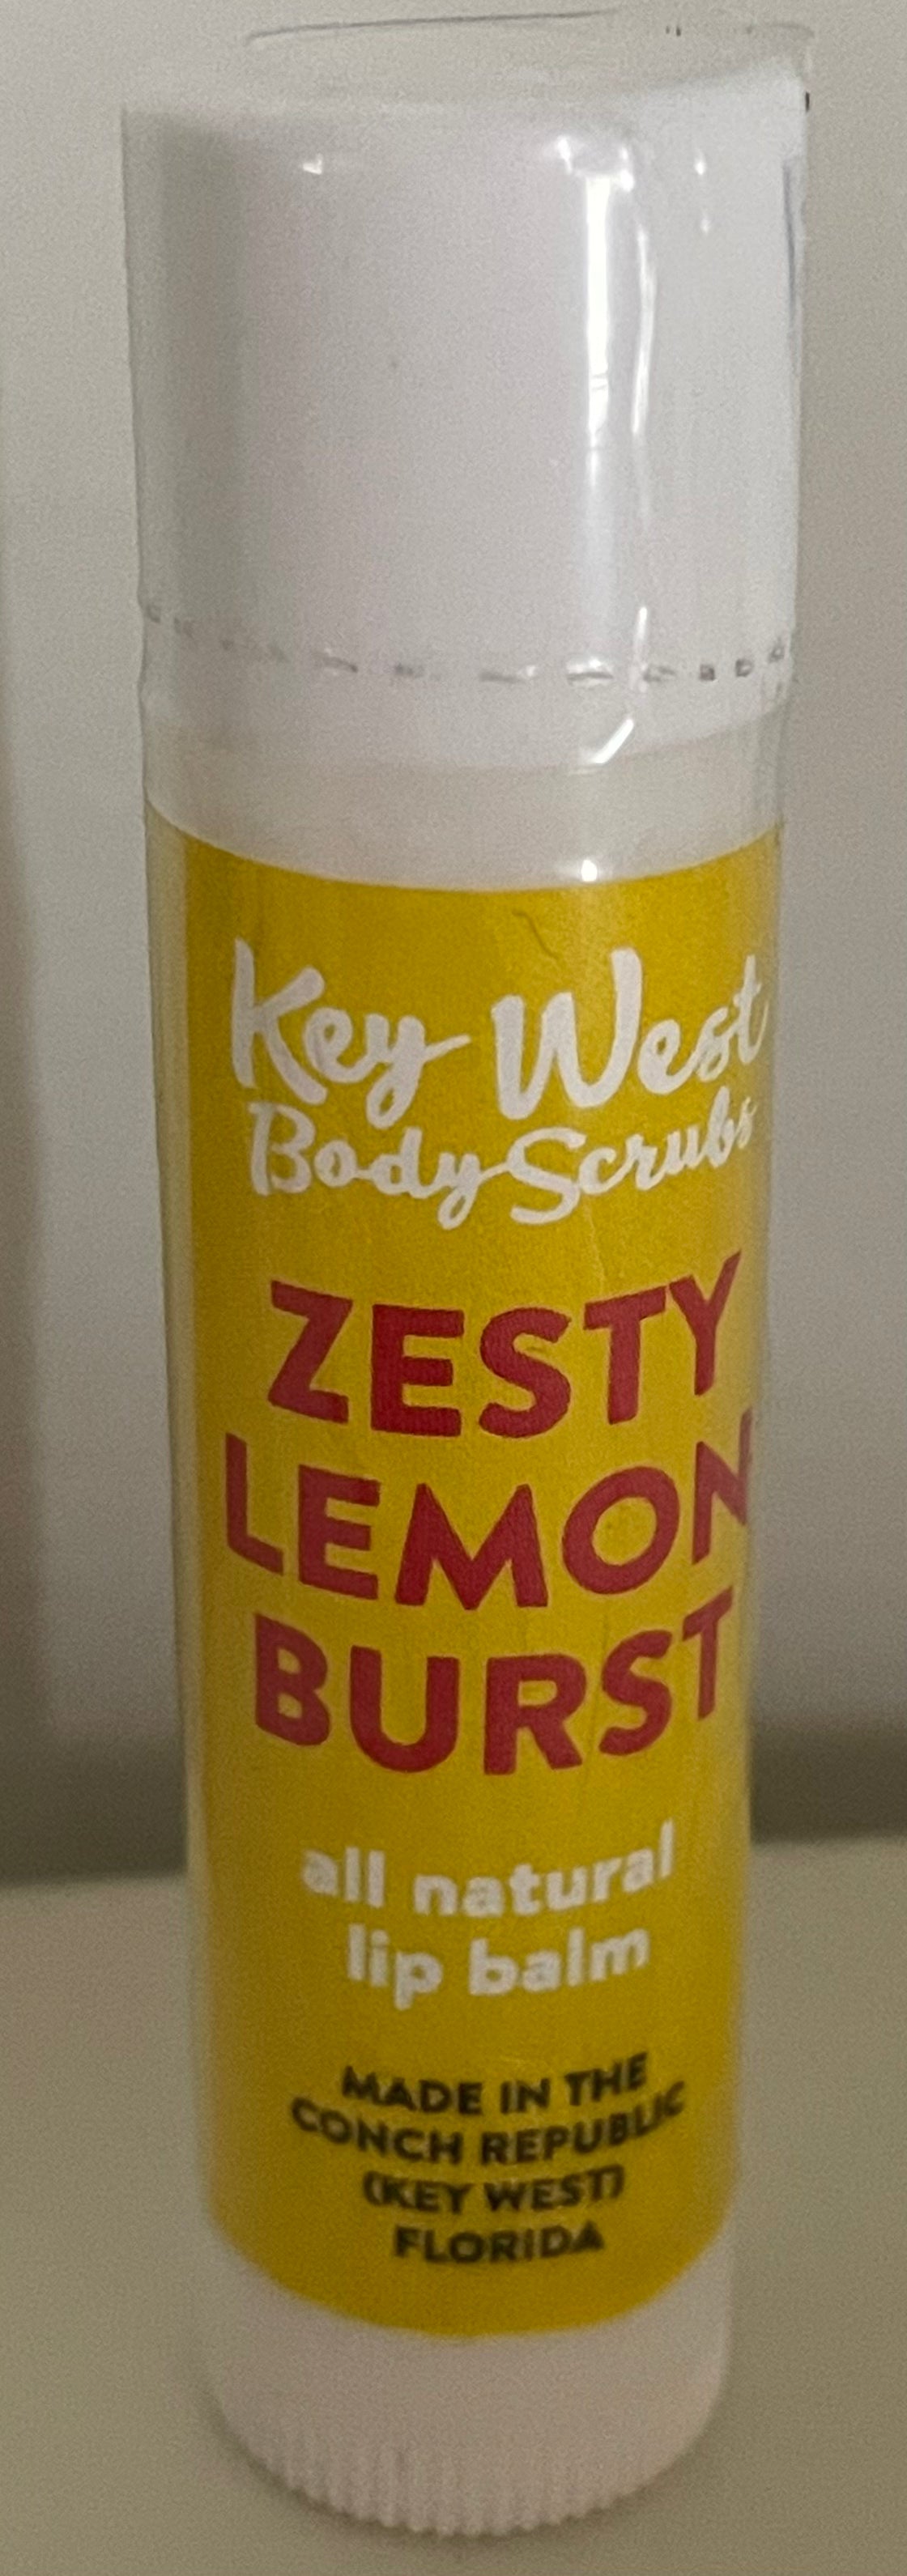 Key West
Body Scrubs
ZESTY
LEMON
BURST
all natural
lip balm
MADE IN THE
CONCH REPUBLIC
(KEY WEST)
FLORIDA